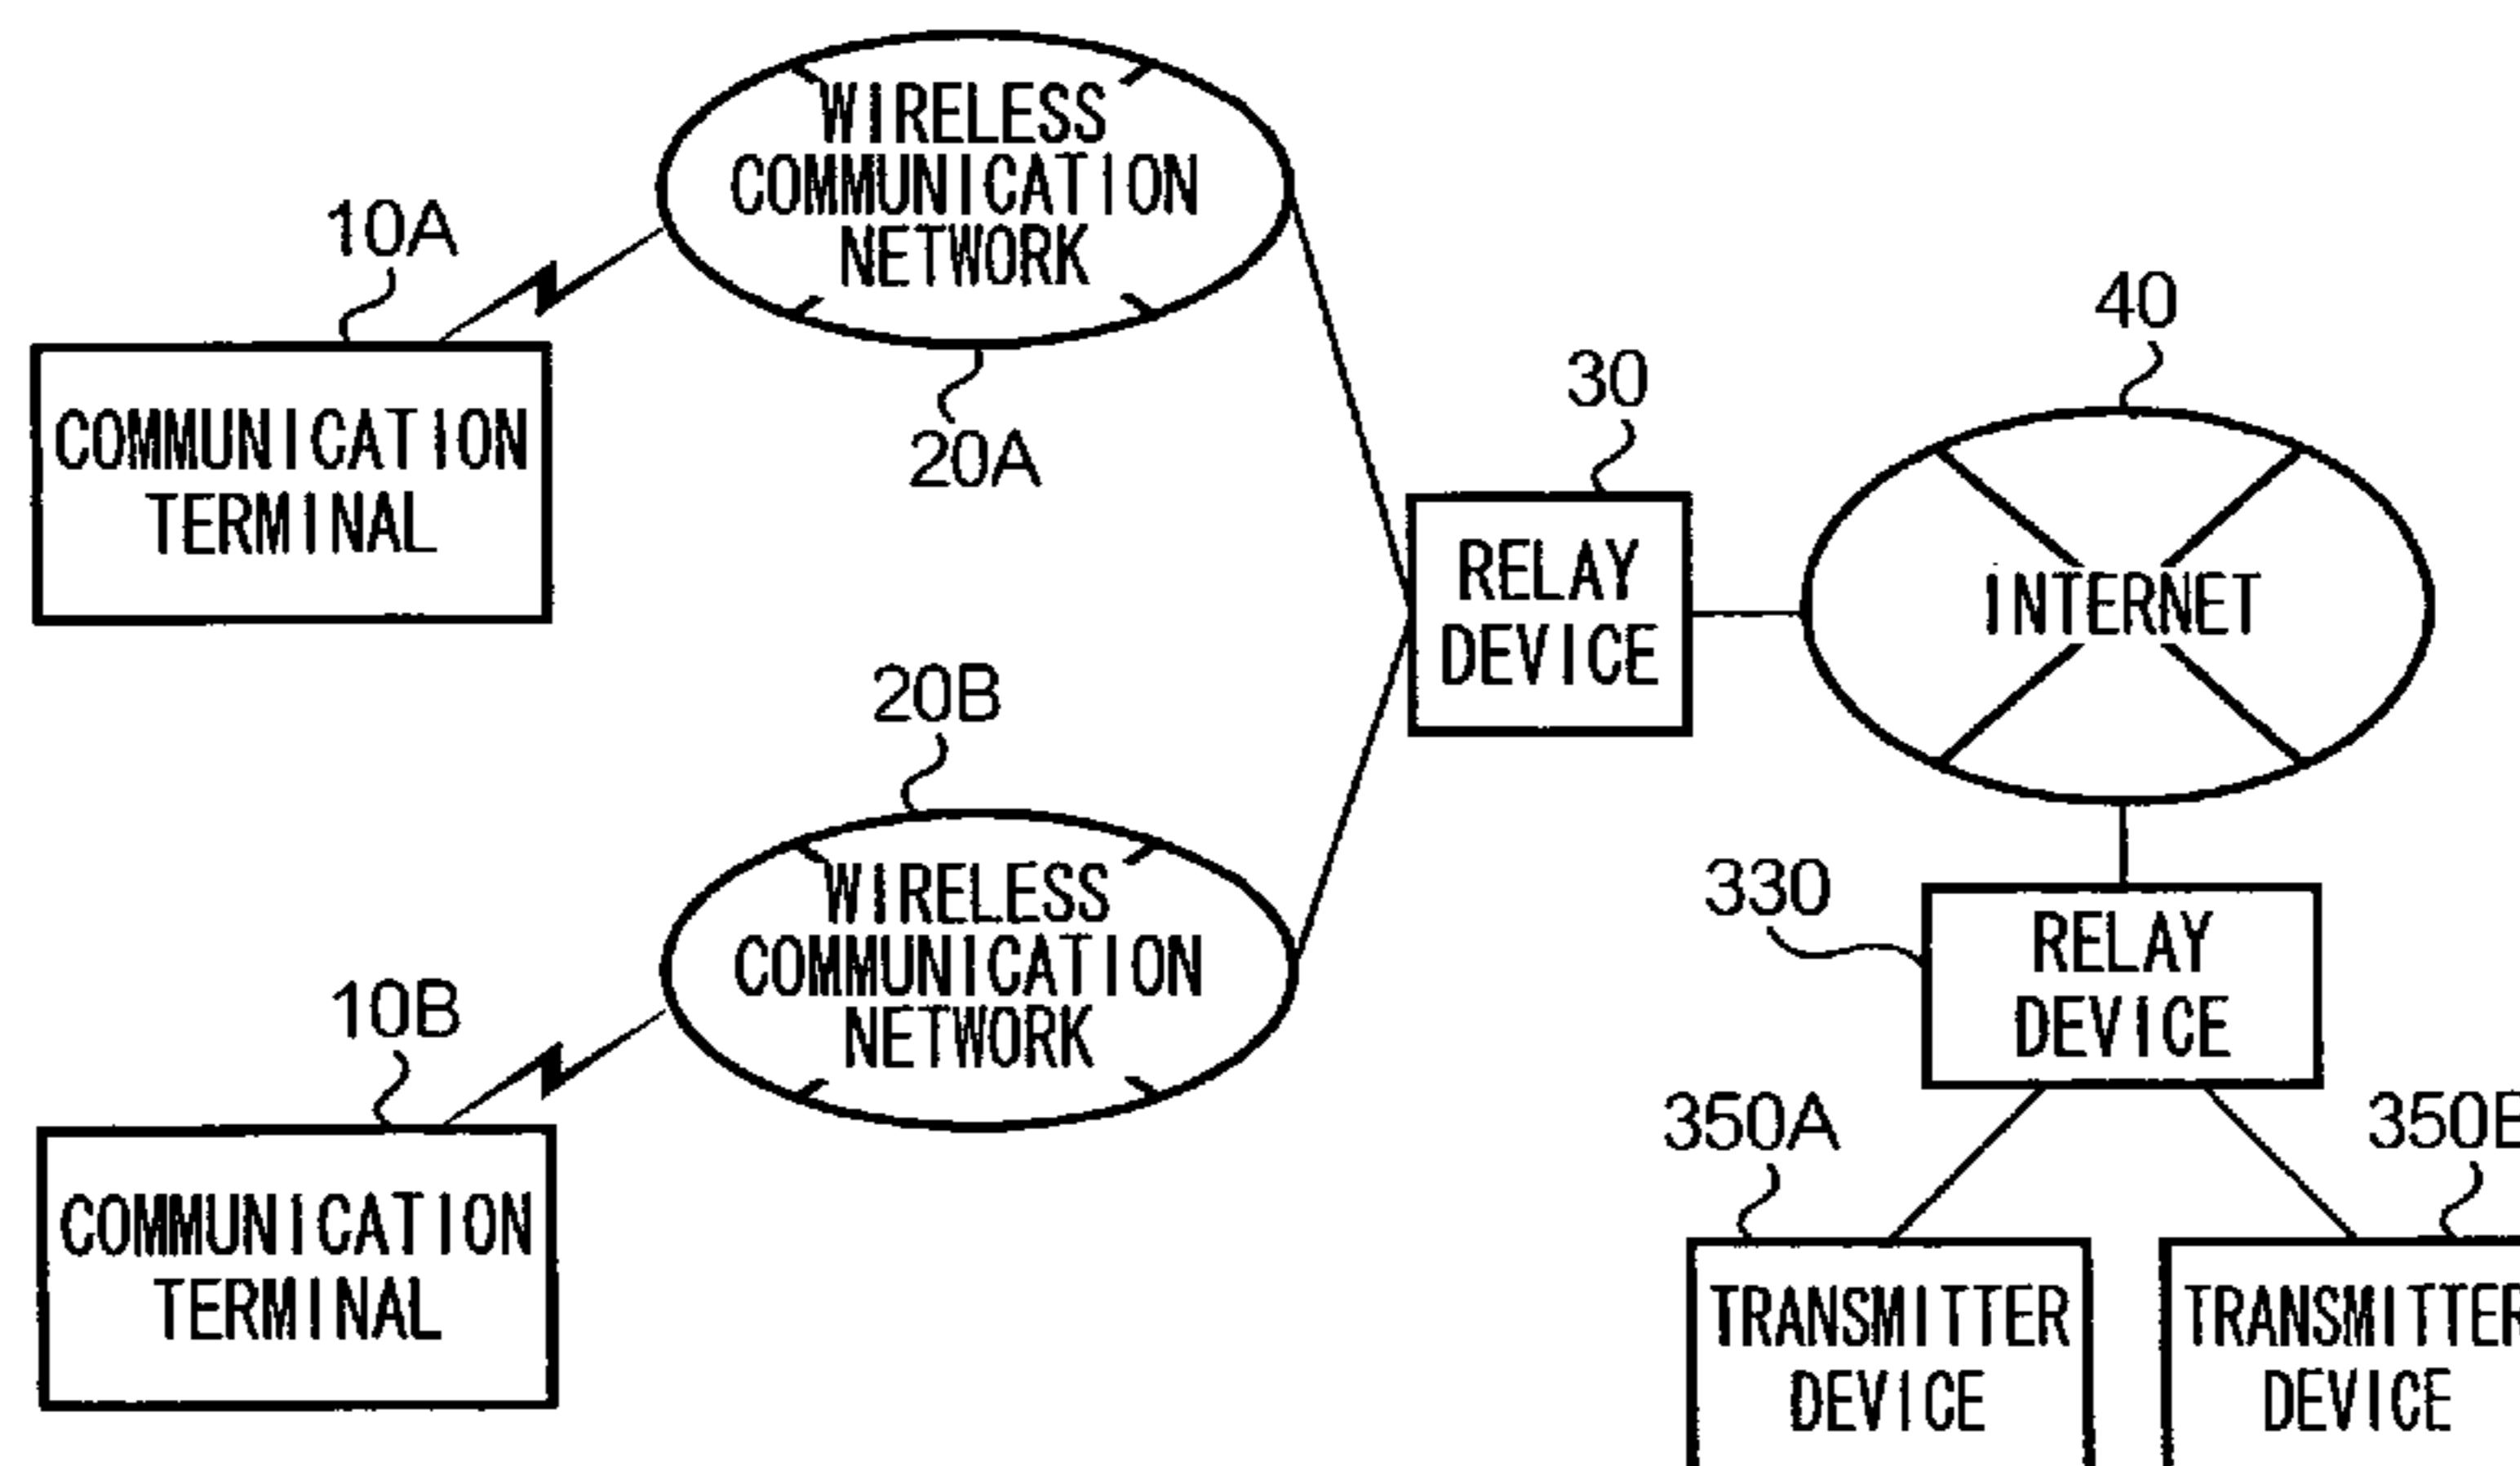 WIRELESS
COMMUNICATION
NETWORK
10A
20A
COMMUNICATION
TERMINAL
40
30
RELAY
DEVICE
INTERNET
20B
WIRELESS
COMMUNICATION
NETWORK
10B
COMMUNICATION
TERMINAL
330
RELAY
DEVICE
350A
350B
TRANSMITTER
DEVICE
TRANSMITTER
DEVICE